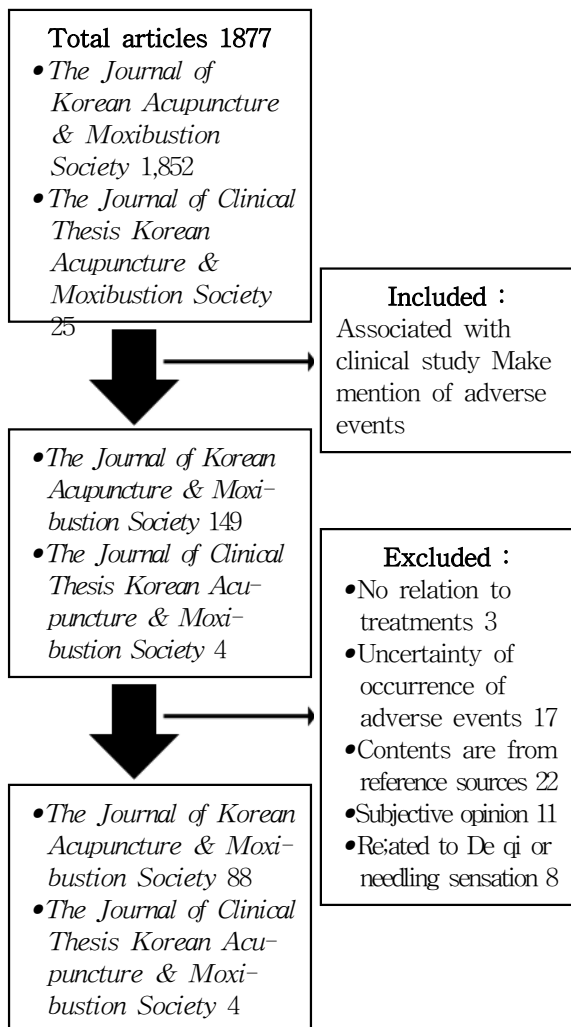 Total articles 1877
•The Journal of
Korean Acupuncture
& Moxibustion
Society 1,852
•The Journal of Clinical
Thesis Korean
Acupuncture &
Moxibustion Society
25
Included :
Associated with
clinical study Make
mention of adverse
events
•The Journal of Korean
Acupuncture & Moxi-
bustion Society 149
•The Journal of Clinical
Thesis Korean Acu-
puncture & Moxi-
bustion Society 4
Excluded :
•No relation to
treatments 3
•Uncertainty of
occurrence of
adverse events 17
•Contents are from
reference sources 22
•Subjective opinion 11
•Re;ated to De qi or
needling sensation 8
•The Journal of Korean
Acupuncture & Moxi-
bustion Society 88
•The Journal of Clinical
Thesis Korean Acu-
puncture & Moxi-
bustion Society 4